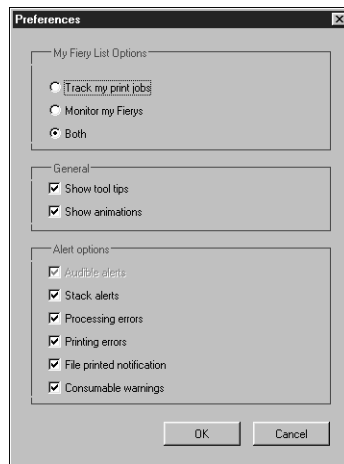 Preferences
My Fiery List Options
Track my print jobs
Monitor my Fierys
Both
General
Show tool tips
Show animations
Alert options
Audible alerts
Stack alerts
Processing errors
Printing errors
File printed notification
Consumable warnings
OK Cancel